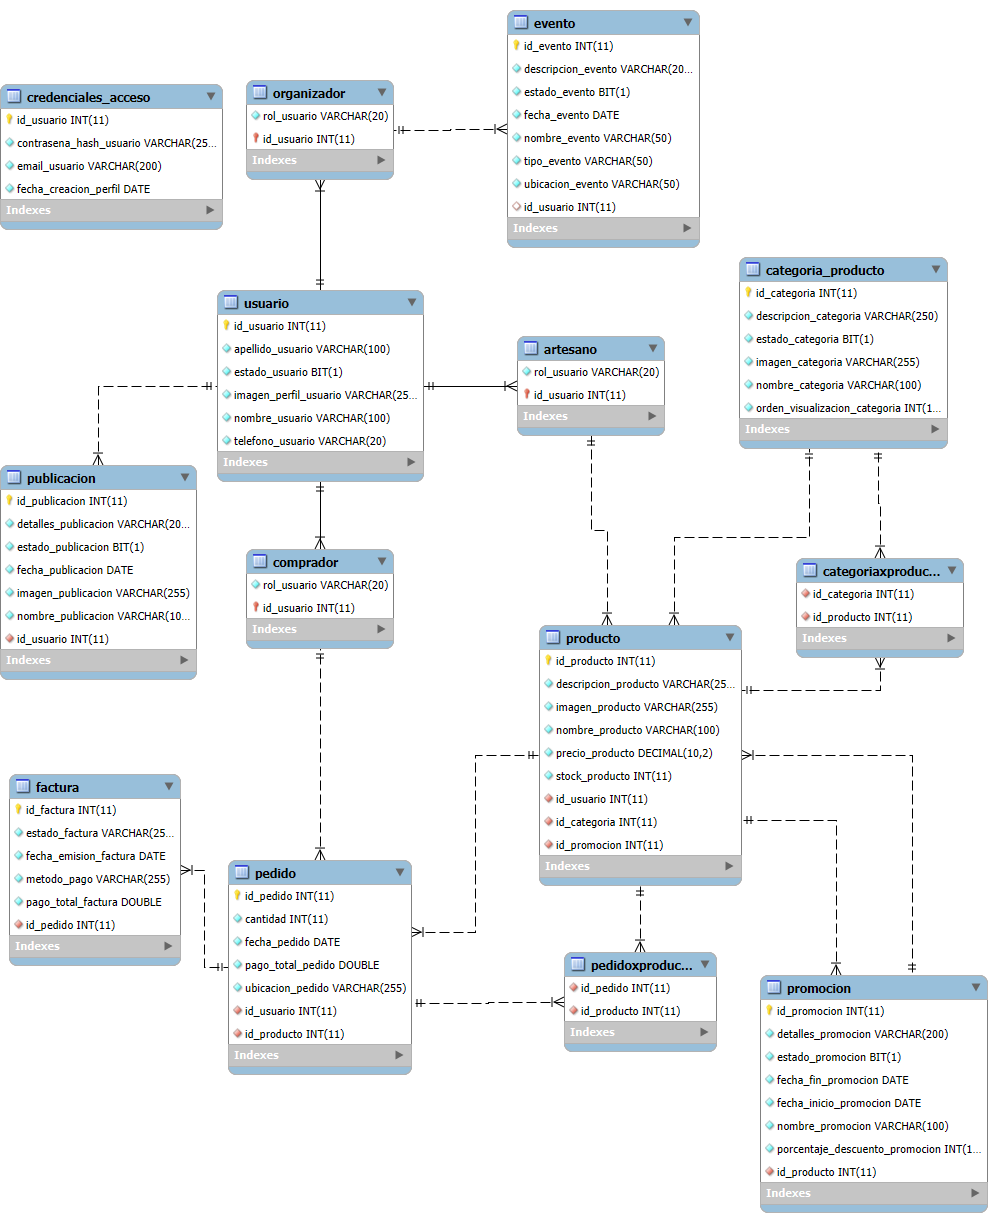 evento
id_evento INT(11)
descripcion_evento VARCHAR(20...
estado_evento BIT(1)
fecha_evento DATE
nombre_evento VARCHAR(50)
tipo_evento VARCHAR(50)
ubicacion_evento VARCHAR(50)
id_usuario INT(11)
Indexes
credenciales_acceso
id_usuario INT(11)
contrasena_hash_usuario VARCHAR(25...
email_usuario VARCHAR(200)
fecha_creacion_perfil DATE
Indexes
organizador
rol_usuario VARCHAR(20)
id_usuario INT(11)
Indexes
categoria_producto
id_categoria INT(11)
descripcion_categoria VARCHAR(250)
estado_categoria BIT(1)
imagen_categoria VARCHAR(255)
nombre_categoria VARCHAR(100)
orden_visualizacion_categoria INT(1...
Indexes
usuario
id_usuario INT(11)
apellido_usuario VARCHAR(100)
estado_usuario BIT(1)
imagen_perfil_usuario VARCHAR(25...
nombre_usuario VARCHAR(100)
telefono_usuario VARCHAR(20)
Indexes
artesano
rol_usuario VARCHAR(20)
id_usuario INT(11)
Indexes
publicacion
id_publicacion INT(11)
detalles_publicacion VARCHAR(20...
estado_publicacion BIT(1)
fecha_publicacion DATE
imagen_publicacion VARCHAR(255)
nombre_publicacion VARCHAR(10...
id_usuario INT(11)
Indexes
comprador
rol_usuario VARCHAR(20)
id_usuario INT(11)
Indexes
categoriaxproduc...
id_categoria INT(11)
id_producto INT(11)
Indexes
producto
id_producto INT(11)
descripcion_producto VARCHAR(25...
imagen_producto VARCHAR(255)
nombre_producto VARCHAR(100)
precio_producto DECIMAL(10,2)
stock_producto INT(11)
id_usuario INT(11)
id_categoria INT(11)
id_promocion INT(11)
Indexes
factura
id_factura INT(11)
estado_factura VARCHAR(25...
fecha_emision_factura DATE
metodo_pago VARCHAR(255)
pago_total_factura DOUBLE
id_pedido INT(11)
Indexes
pedido
id_pedido INT(11)
cantidad INT(11)
fecha_pedido DATE
pago_total_pedido DOUBLE
ubicacion_pedido VARCHAR(255)
id_usuario INT(11)
id_producto INT(11)
Indexes
pedidoxproduc...
id_pedido INT(11)
id_producto INT(11)
Indexes
promocion
id_promocion INT(11)
detalles_promocion VARCHAR(200)
estado_promocion BIT(1)
fecha_fin_promocion DATE
fecha_inicio_promocion DATE
nombre_promocion VARCHAR(100)
porcentaje_descuento_promocion INT(1...
id_producto INT(11)
Indexes